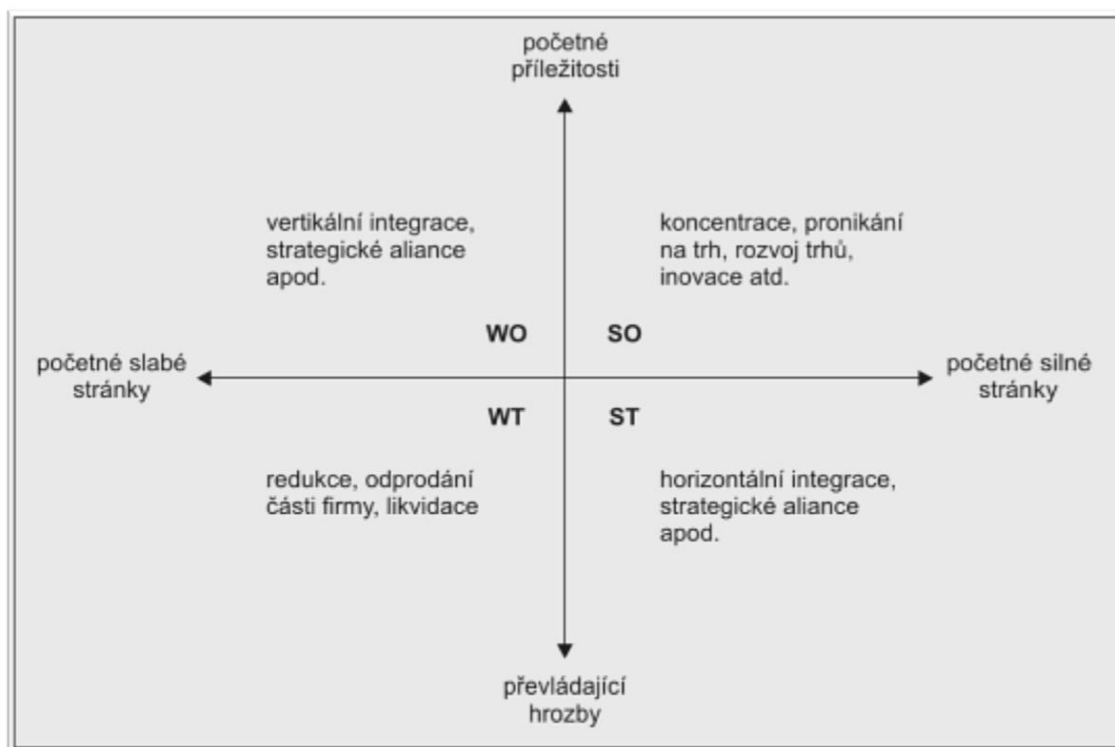 početné
příležitosti
vertikální integrace,
strategické aliance
apod.
koncentrace, pronikání
na trh, rozvoj trhů,
inovace atd.
WO
SO
početné slabé
stránky
početné silné
stránky
WT
ST
redukce, odprodání
části firmy, likvidace
horizontální integrace,
strategické aliance
apod.
převládající
hrozby